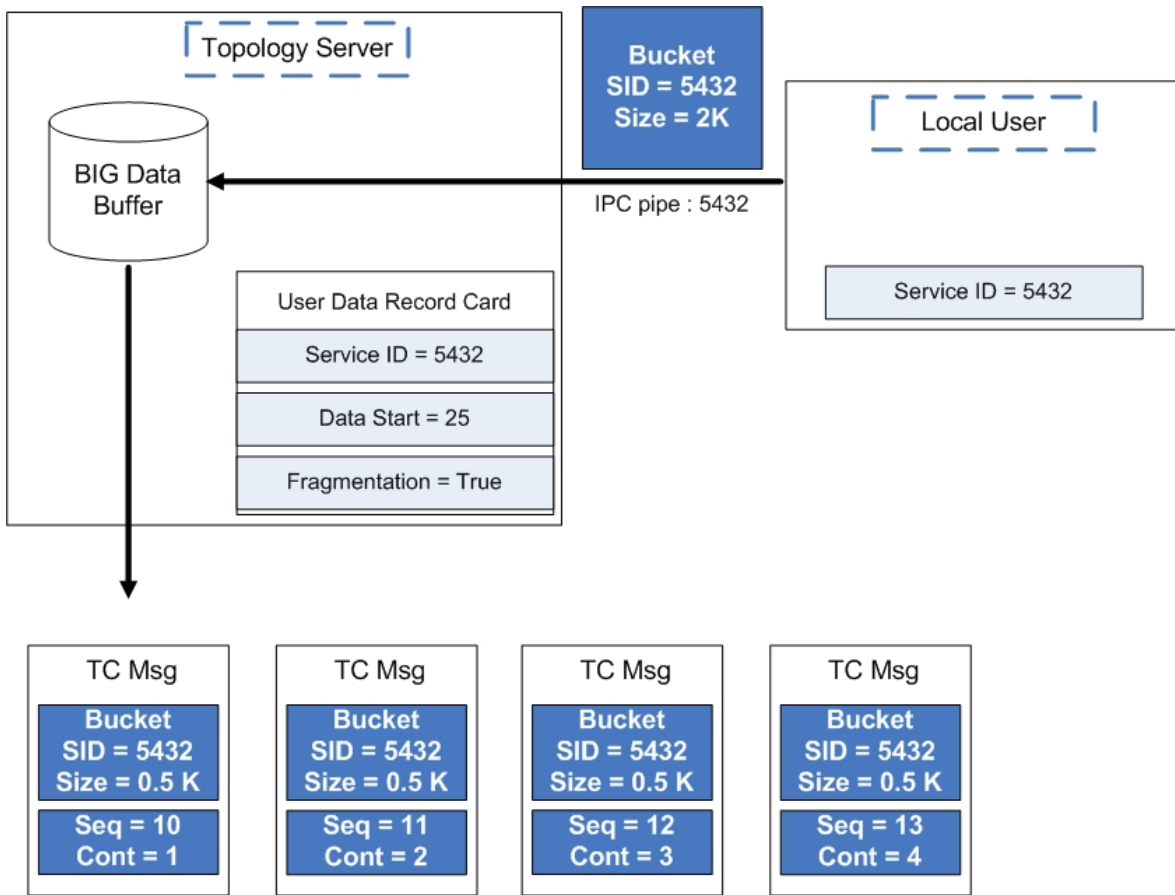 Topology Server
Bucket
SID = 5432
Size = 2K
Local User
BIG Data
Buffer
IPC pipe : 5432
Service ID = 5432
User Data Record Card
Service ID = 5432
Data Start = 25
Fragmentation = True
TC Msg
Bucket
SID = 5432
Size = 0.5 K
Seq = 10
Cont = 1
TC Msg
Bucket
SID = 5432
Size = 0.5 K
Seq = 11
Cont = 2
TC Msg
Bucket
SID = 5432
Size = 0.5 K
Seq = 12
Cont = 3
TC Msg
Bucket
SID = 5432
Size = 0.5 K
Seq = 13
Cont = 4